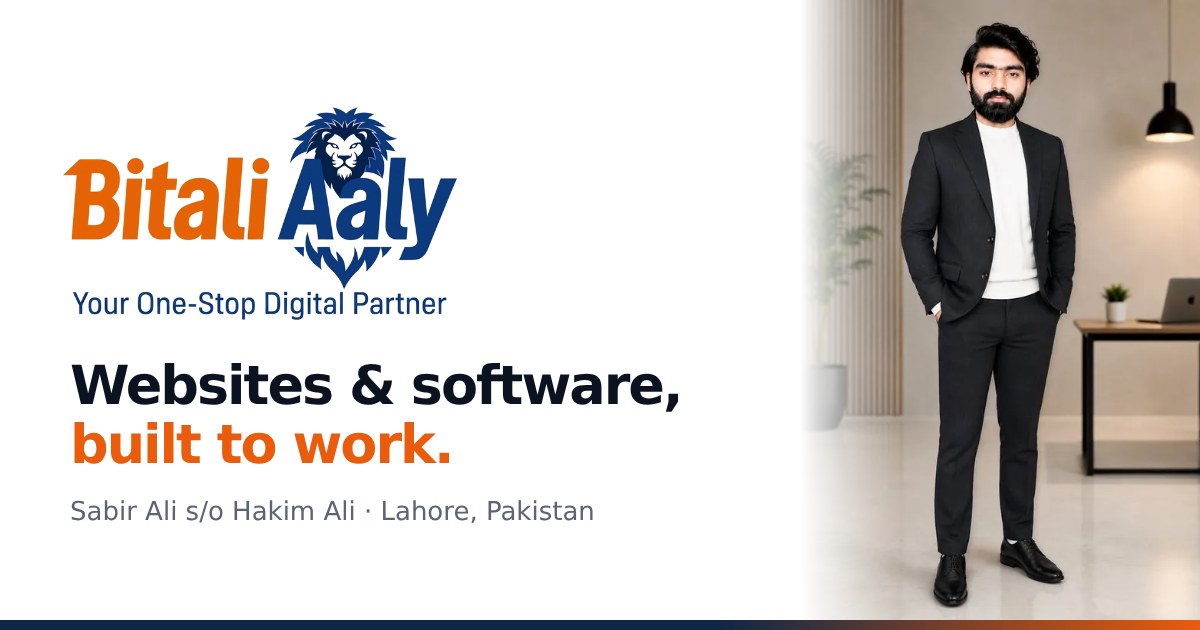 Bitali Aaly
Your One-Stop Digital Partner
Websites & software,
built to work.
Sabir Ali s/o Hakim Ali · Lahore, Pakistan